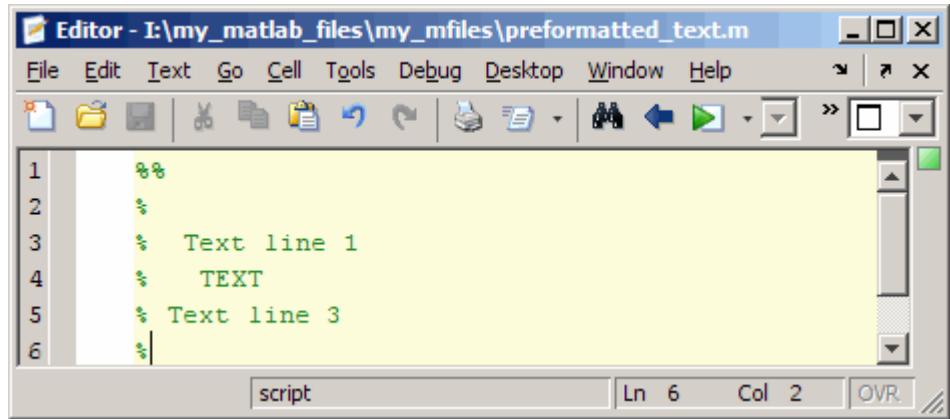 Editor - I:\my_matlab_files\my_mfiles\preformatted_text.m
File Edit Text Go Cell Tools Debug Desktop Window Help
1 %%
2 %
3 %  Text line 1
4 %   TEXT
5 % Text line 3
6 %
script Ln 6 Col 2 OVR